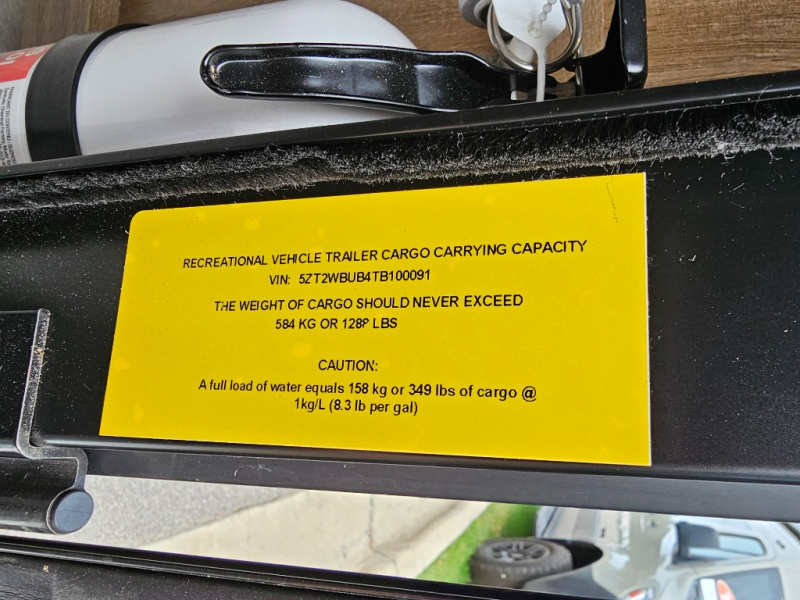 RECREATIONAL VEHICLE TRAILER CARGO CARRYING CAPACITY
VIN: 5ZT2WBUB4TB100091
THE WEIGHT OF CARGO SHOULD NEVER EXCEED
584 KG OR LBS
CAUTION:
A full load of water equals 158 kg or 349 lbs of cargo @
1kg/L (8.3 lb per gal)